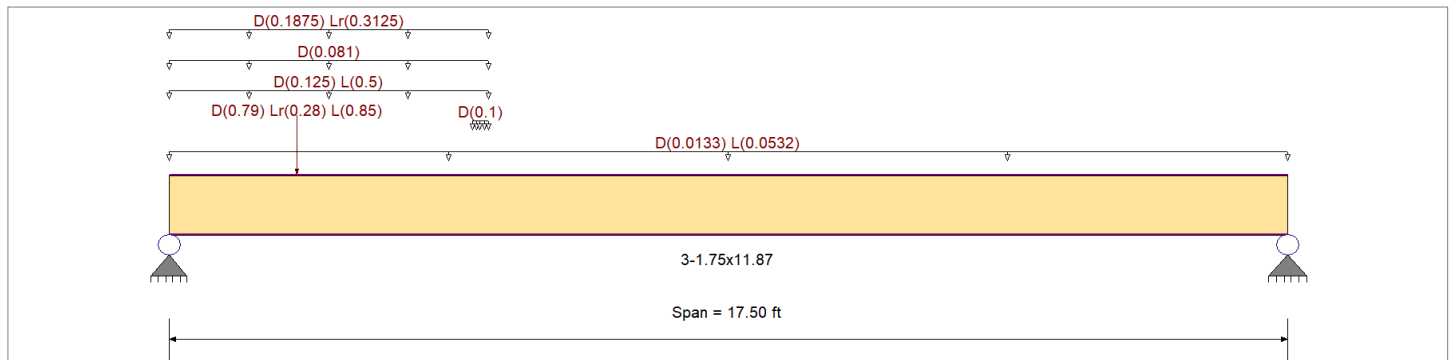 D(0.1875) Lr(0.3125)
D(0.081)
D(0.125) L(0.5)
D(0.79) Lr(0.28) L(0.85)
D(0.1)
D(0.0133) L(0.0532)
3-1.75x11.87
Span = 17.50 ft